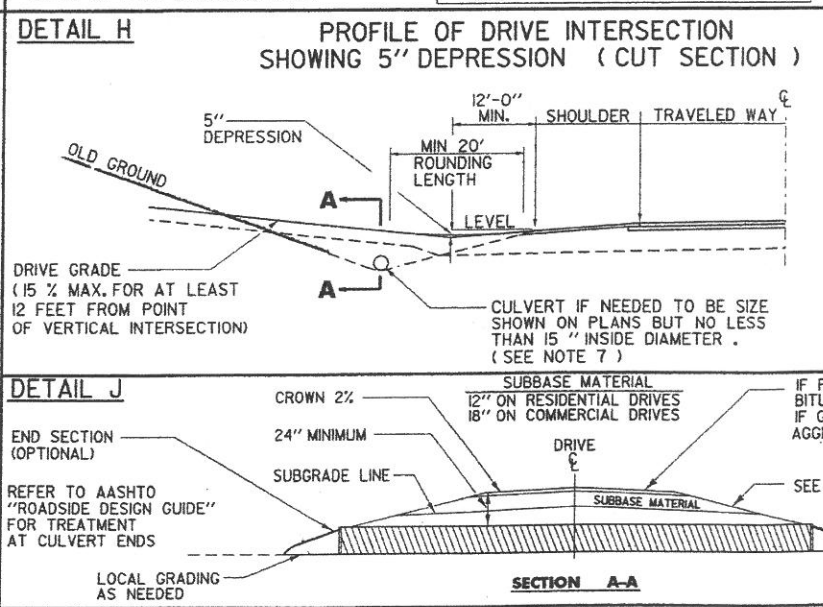 DETAIL H
PROFILE OF DRIVE INTERSECTION
SHOWING 5" DEPRESSION ( CUT SECTION )
12'-0"
MIN.
SHOULDER
TRAVELED WAY
℄
5"
DEPRESSION
MIN 20'
ROUNDING
LENGTH
OLD GROUND
A
LEVEL
A
DRIVE GRADE
(15 % MAX. FOR AT LEAST
12 FEET FROM POINT
OF VERTICAL INTERSECTION)
CULVERT IF NEEDED TO BE SIZE
SHOWN ON PLANS BUT NO LESS
THAN 15 " INSIDE DIAMETER .
( SEE NOTE 7 )
DETAIL J
CROWN 2%
SUBBASE MATERIAL
12" ON RESIDENTIAL DRIVES
18" ON COMMERCIAL DRIVES
IF
BITU
IF
AGG
END SECTION
(OPTIONAL)
24" MINIMUM
DRIVE
℄
SUBGRADE LINE
SUBBASE MATERIAL
SEE
REFER TO AASHTO
"ROADSIDE DESIGN GUIDE"
FOR TREATMENT
AT CULVERT ENDS
LOCAL GRADING
AS NEEDED
SECTION A-A